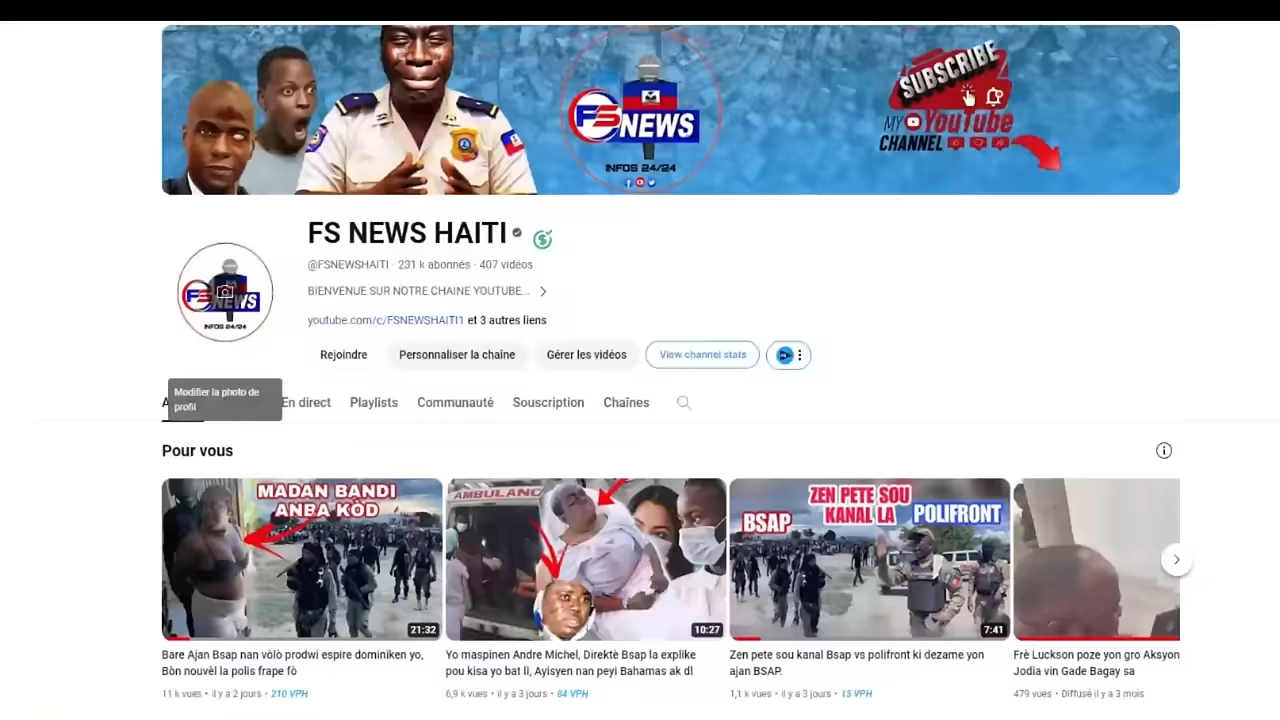 SUBSCRIBE
MY YouTube
CHANNEL
FS NEWS
INFOS 24/24
FS NEWS HAITI
@FSNEWSHAITI · 231 k abonnés · 407 vidéos
BIENVENUE SUR NOTRE CHAINE YOUTUBE...
youtube.com/c/FSNEWSHAITI1 et 3 autres liens
FS NEWS
INFOS 24/24
Rejoindre
Personnaliser la chaîne
Gérer les vidéos
View channel stats
Modifier la photo de
profil
A
En direct
Playlists
Communauté
Souscription
Chaînes
Pour vous
MADAN BANDI
ANBA KÒD
21:32
AMBULANC
10:27
ZEN PETE SOU
KANAL LA
BSAP
POLIFRONT
7:41
Bare Ajan Bsap nan vòlò prodwi espire dominiken yo,
Bòn nouvèl la polis frape fò
11 k vues • il y a 2 jours • 210 VPH
Yo maspinen Andre Michel, Direktè Bsap la eksplike
pou kisa yo bat li, Ayisyen nan peyi Bahamas ak dl
6,9 k vues • il y a 3 jours • 84 VPH
Zen pete sou kanal Bsap vs polifront ki dezame yon
ajan BSAP.
1,1 k vues • il y a 3 jours • 15 VPH
Frè Luckson poze yon gro Aksyon
Jodia vin Gade Bagay sa
479 vues • Diffusé il y a 3 mois